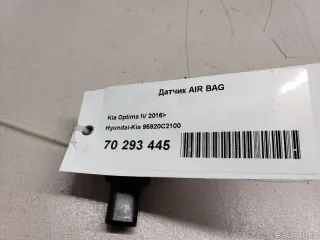 Датчик AIR BAG
Kia Optima IV 2016>
Hyundai-Kia 95920C2100
70 293 445